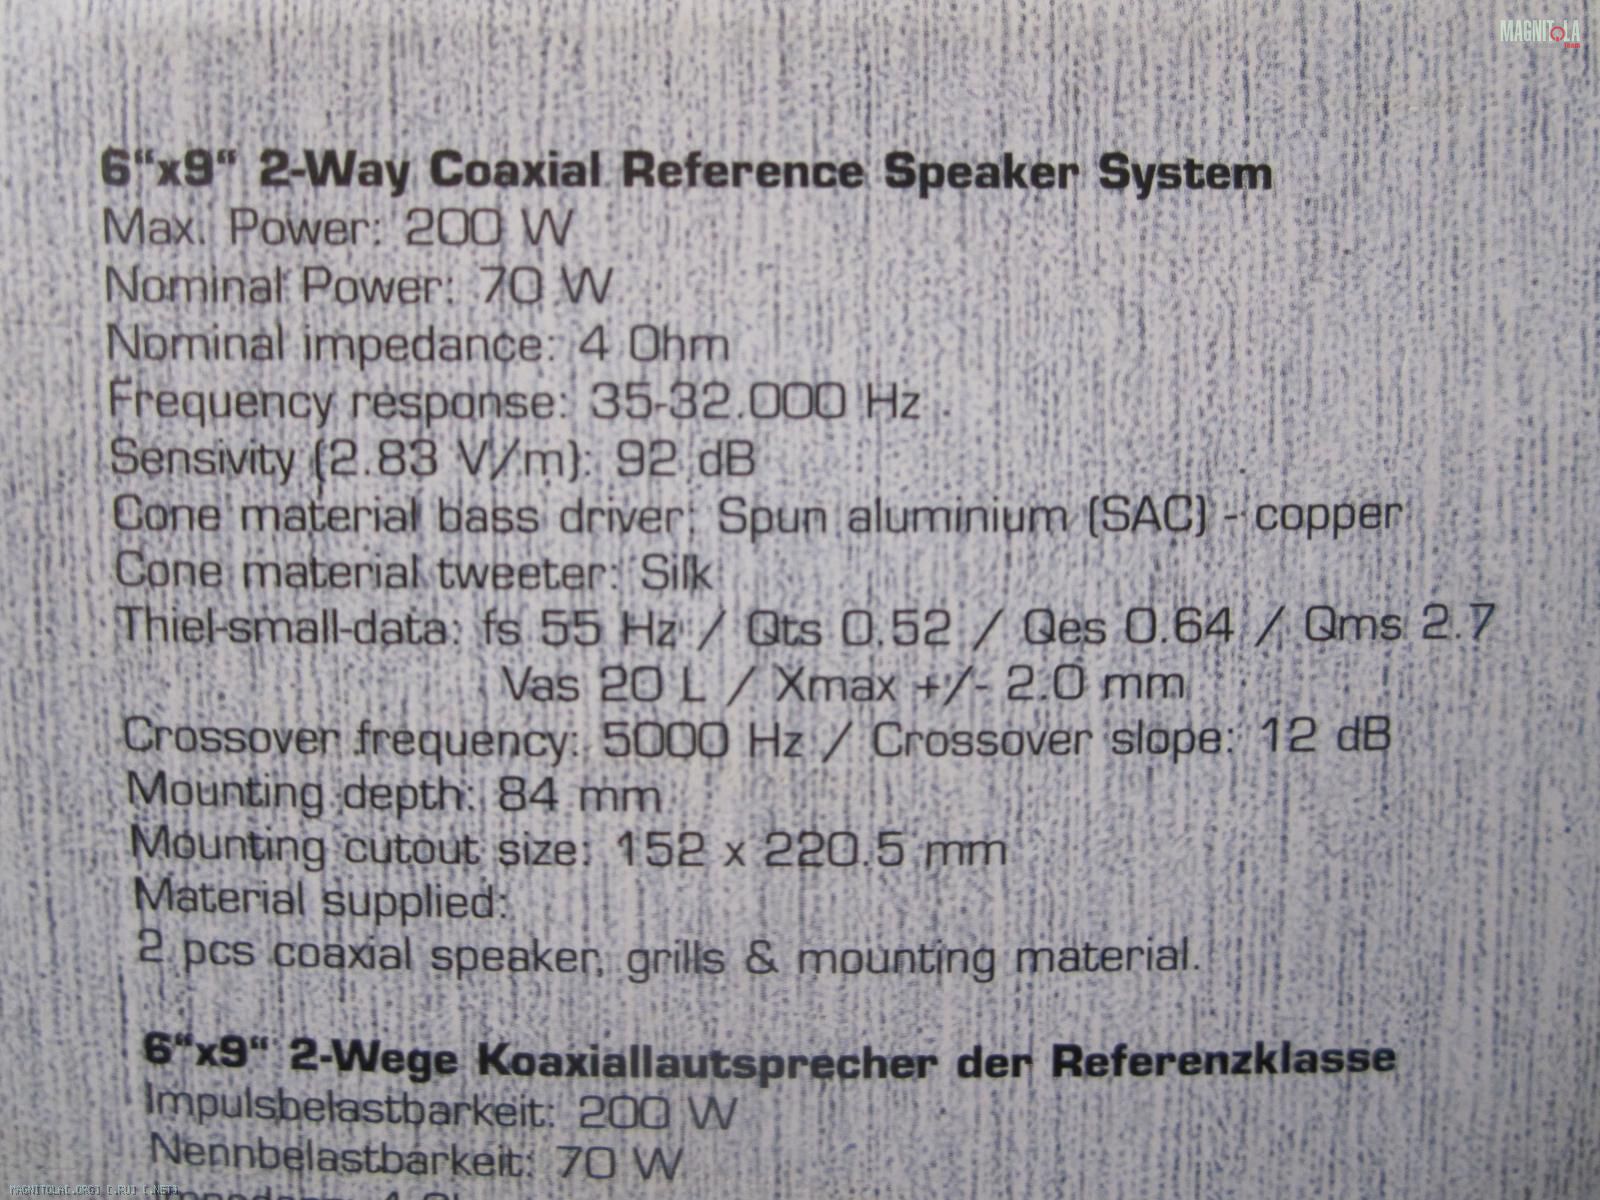 MAGNITOLA
team
6“x9“ 2-Way Coaxial Reference Speaker System
Max. Power: 200 W
Nominal Power: 70 W
Nominal impedance: 4 Ohm
Frequency response: 35-32.000 Hz
Sensivity (2.83 V/m): 92 dB
Cone material bass driver: Spun aluminium (SAC) - copper
Cone material tweeter: Silk
Thiel-small-data: fs 55 Hz / Qts 0.52 / Qes 0.64 / Qms 2.7
Vas 20 L / Xmax +/- 2.0 mm
Crossover frequency: 5000 Hz / Crossover slope: 12 dB
Mounting depth: 84 mm
Mounting cutout size: 152 x 220.5 mm
Material supplied:
2 pcs coaxial speaker, grills & mounting material.
6“x9“ 2-Wege Koaxiallautsprecher der Referenzklasse
Impulsbelastbarkeit: 200 W
Nennbelastbarkeit: 70 W
MAGNITOLA[.ORG] [.RU] [.NET]